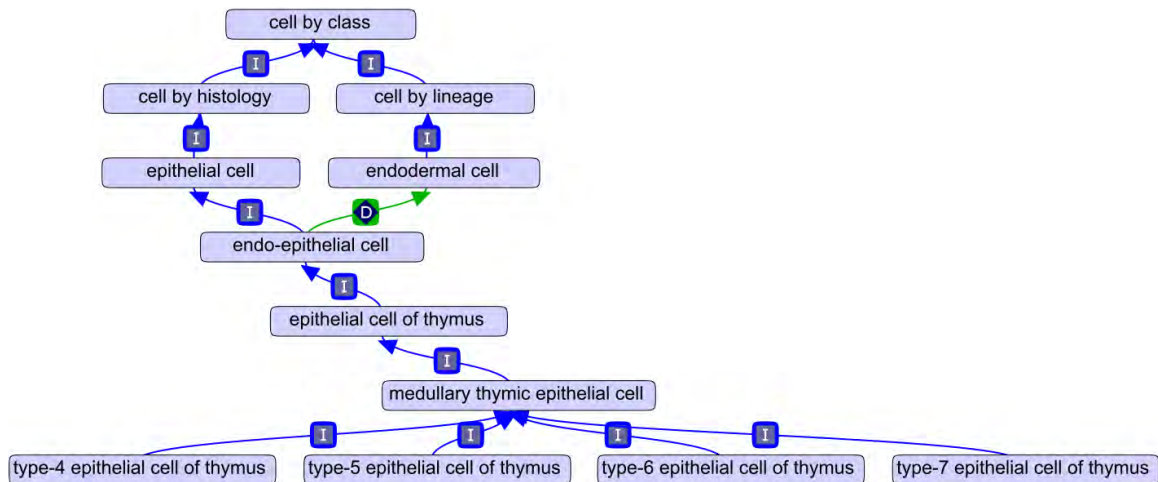 cell by class
I I
cell by histology cell by lineage
I I
epithelial cell endodermal cell
I D
endo-epithelial cell
I
epithelial cell of thymus
I
medullary thymic epithelial cell
I I I I
type-4 epithelial cell of thymus type-5 epithelial cell of thymus type-6 epithelial cell of thymus type-7 epithelial cell of thymus